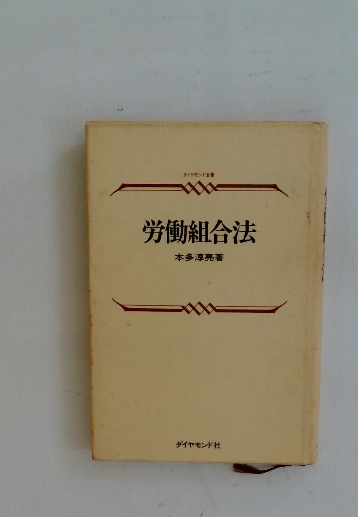 ダイヤモンド全書
労働組合法
本多淳亮著
ダイヤモンド社